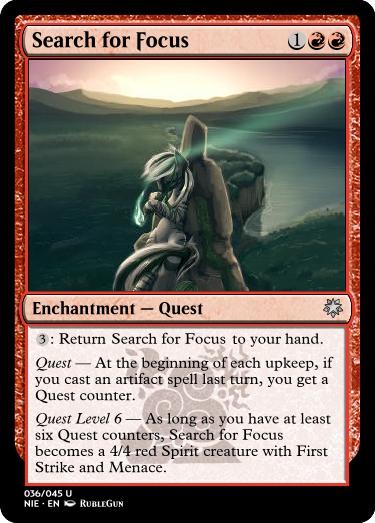 Search for Focus 1
3: Return Search for Focus to your hand.
Enchantment — Quest
Quest — At the beginning of each upkeep, if
you cast an artifact spell last turn, you get a
Quest counter.
Quest Level 6 — As long as you have at least
six Quest counters, Search for Focus
becomes a 4/4 red Spirit creature with First
Strike and Menace.
036/045 U
NIE · EN RubleGun